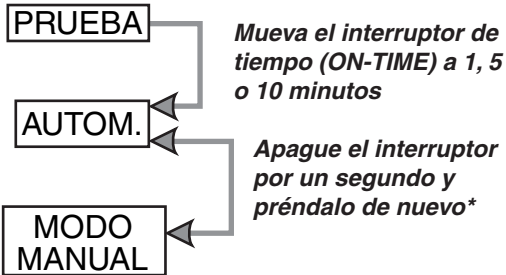 PRUEBA
Mueva el interruptor de
tiempo (ON-TIME) a 1, 5
o 10 minutos
AUTOM.
Apague el interruptor
por un segundo y
préndalo de nuevo*
MODO
MANUAL